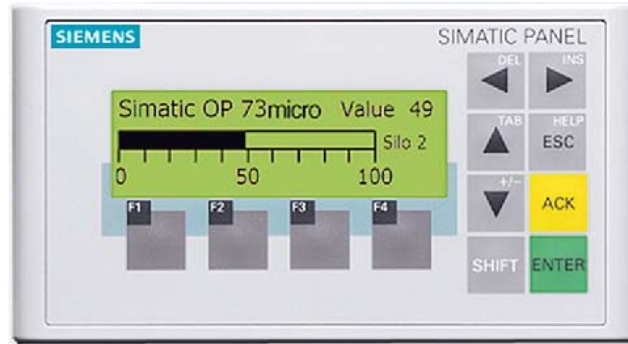 SIEMENS
SIMATIC PANEL
DEL INS
Simatic OP 73micro Value 49
Silo 2
0 50 100
TAB HELP
ESC
+/-
F1 F2 F3 F4
ACK
SHIFT ENTER